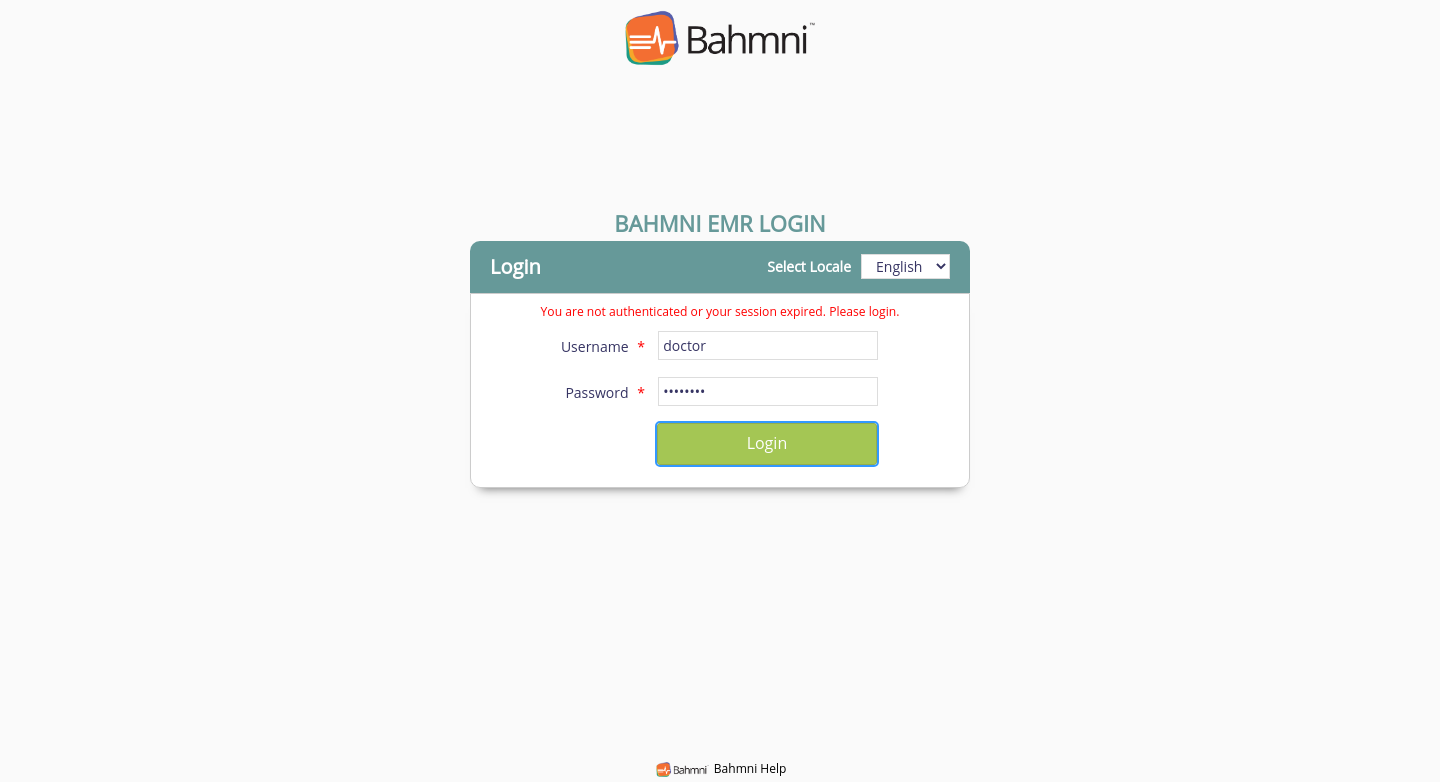 Bahmni™
BAHMNI EMR LOGIN
Login
Select Locale English
You are not authenticated or your session expired. Please login.
Username * doctor
Password * ••••••••
Login
Bahmni Bahmni Help